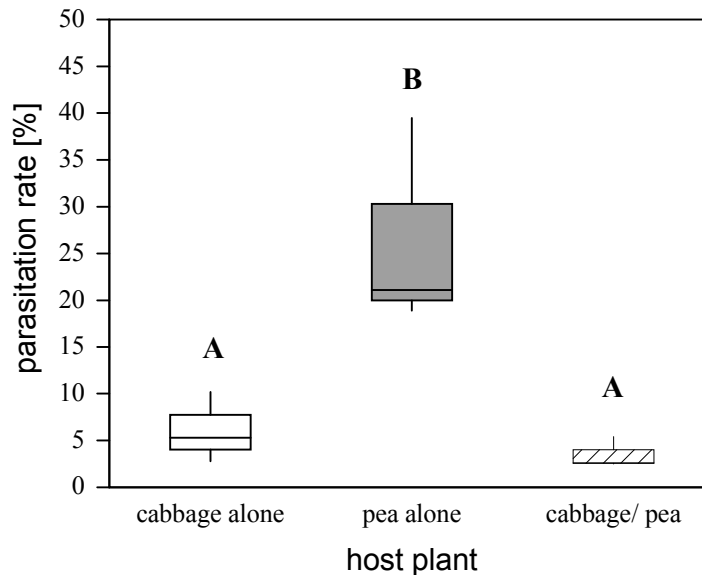 50
45
40
35
30
25
20
15
10
5
0
parasitation rate [%]
A
B
A
cabbage alone
pea alone
cabbage/ pea
host plant